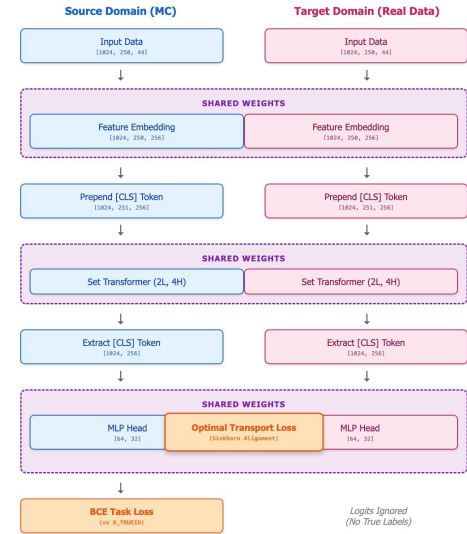 Source Domain (MC)
Target Domain (Real Data)
Input Data
[1024, 250, 44]
Input Data
[1024, 250, 44]
↓
↓
SHARED WEIGHTS
Feature Embedding
[1024, 250, 256]
Feature Embedding
[1024, 250, 256]
↓
↓
Prepend [CLS] Token
[1024, 251, 256]
Prepend [CLS] Token
[1024, 251, 256]
↓
↓
SHARED WEIGHTS
Set Transformer (2L, 4H)
Set Transformer (2L, 4H)
↓
↓
Extract [CLS] Token
[1024, 256]
Extract [CLS] Token
[1024, 256]
↓
↓
SHARED WEIGHTS
MLP Head
[64, 32]
Optimal Transport Loss
(Sinkhorn Alignment)
MLP Head
[64, 32]
↓
BCE Task Loss
(vs B_TRUEID)
Logits Ignored
(No True Labels)